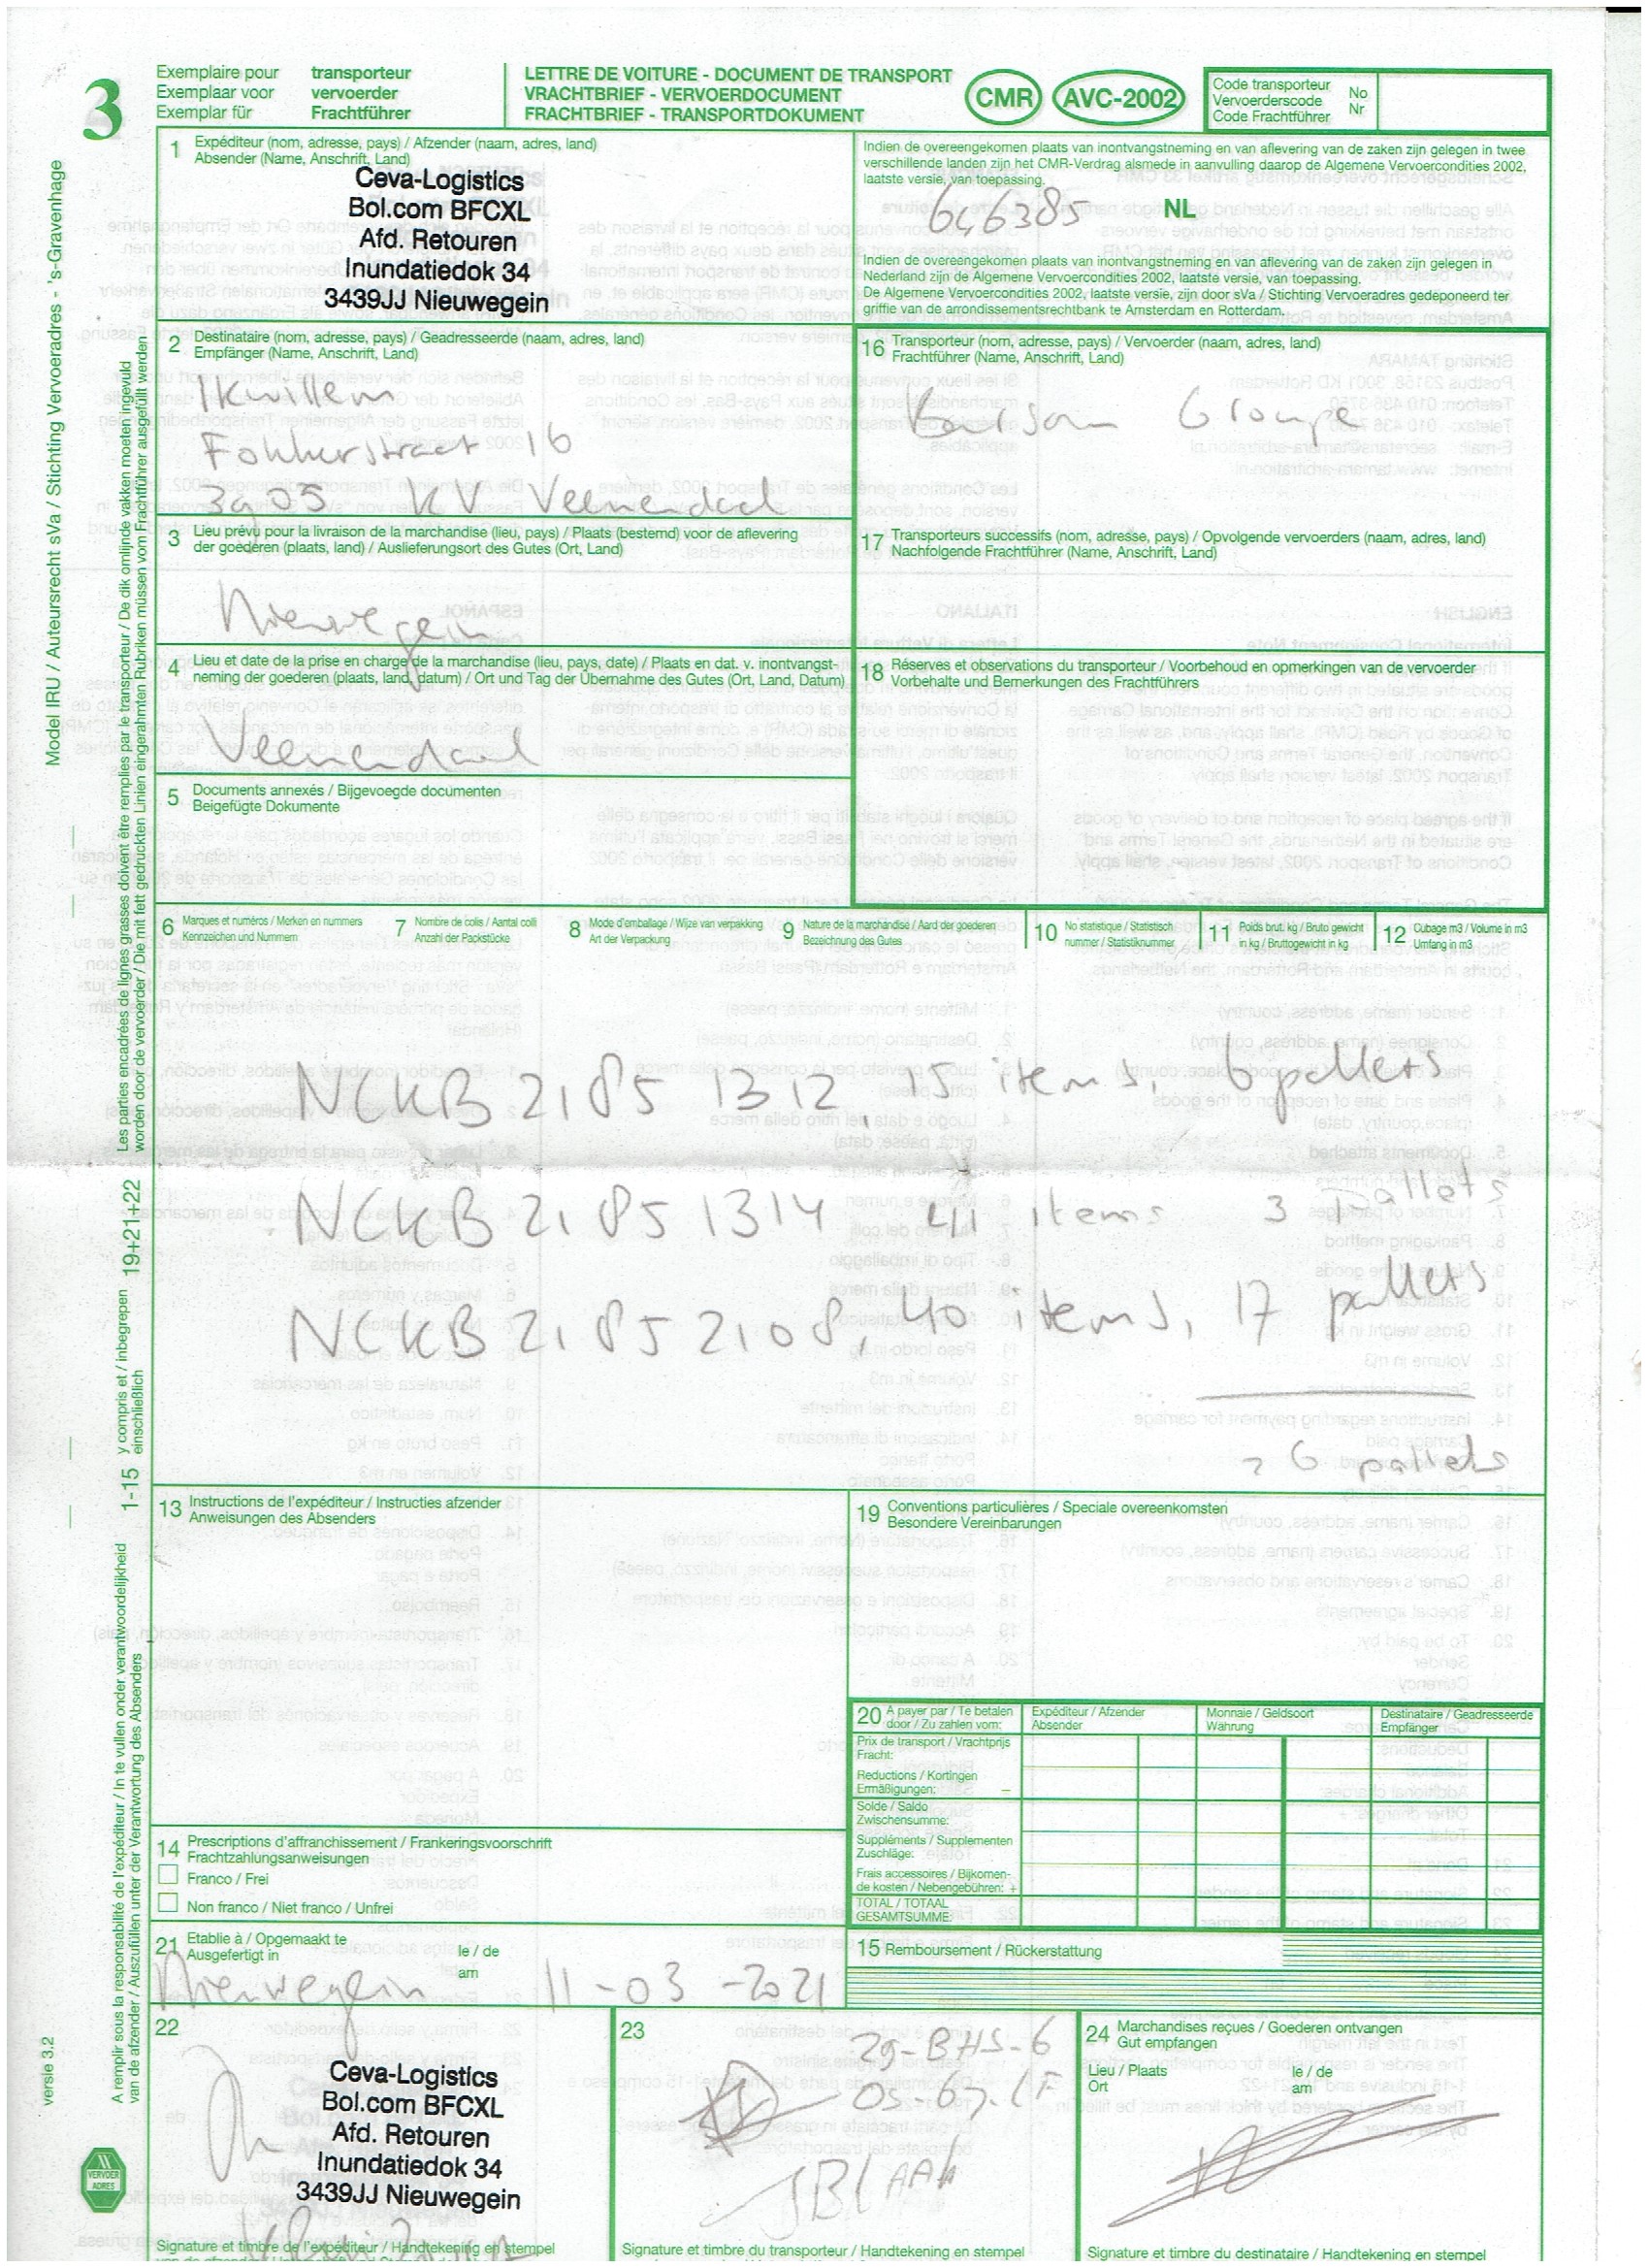 3
Exemplaire pour transporteur
Exemplaar voor vervoerder
Exemplar für Frachtführer
LETTRE DE VOITURE - DOCUMENT DE TRANSPORT
VRACHTBRIEF - VERVOERDOCUMENT
FRACHTBRIEF - TRANSPORTDOKUMENT
CMR
AVC-2002
Code transporteur No
Vervoerderscode Nr
Code Frachtführer
1 Expéditeur (nom, adresse, pays) / Afzender (naam, adres, land)
Absender (Name, Anschrift, Land)
Ceva-Logistics
Bol.com BFCXL
Afd. Retouren
Inundatiedok 34
3439JJ Nieuwegein
Indien de overeengekomen plaats van inontvangstneming en van aflevering van de zaken zijn gelegen in twee
verschillende landen zijn het CMR-Verdrag alsmede in aanvulling daarop de Algemene Vervoercondities 2002,
laatste versie, van toepassing.
646385
NL
Indien de overeengekomen plaats van inontvangstneming en van aflevering van de zaken zijn gelegen in
Nederland zijn de Algemene Vervoercondities 2002, laatste versie, van toepassing.
De Algemene Vervoercondities 2002, laatste versie, zijn door sVa / Stichting Vervoeradres gedeponeerd ter
griffie van de arrondissementsrechtbank te Amsterdam en Rotterdam.
2 Destinataire (nom, adresse, pays) / Geadresseerde (naam, adres, land)
Empfänger (Name, Anschrift, Land)
Ikwillem
Fokkerstraat 16
3905 KV Veenendaal
16 Transporteur (nom, adresse, pays) / Vervoerder (naam, adres, land)
Frachtführer (Name, Anschrift, Land)
Groupe
3 Lieu prévu pour la livraison de la marchandise (lieu, pays) / Plaats (bestemd) voor de aflevering
der goederen (plaats, land) / Auslieferungsort des Gutes (Ort, Land)
Nieuwegein
17 Transporteurs successifs (nom, adresse, pays) / Opvolgende vervoerders (naam, adres, land)
Nachfolgende Frachtführer (Name, Anschrift, Land)
4 Lieu et date de la prise en charge de la marchandise (lieu, pays, date) / Plaats en dat. v. inontvangst-
neming der goederen (plaats, land, datum) / Ort und Tag der Übernahme des Gutes (Ort, Land, Datum)
Veenendaal
18 Réserves et observations du transporteur / Voorbehoud en opmerkingen van de vervoerder
Vorbehalte und Bemerkungen des Frachtführers
5 Documents annexés / Bijgevoegde documenten
Beigefügte Dokumente
6 Marques et numéros / Merken en nummers
Kennzeichen und Nummern
7 Nombre de colis / Aantal colli
Anzahl der Packstücke
8 Mode d'emballage / Wijze van verpakking
Art der Verpackung
9 Nature de la marchandise / Aard der goederen
Bezeichnung des Gutes
10 No statistique / Statistisch
nummer / Statistiknummer
11 Poids brut. kg / Bruto gewicht
in kg / Bruttogewicht in kg
12 Cubage m3 / Volume in m3
Umfang in m3
NCKB 2185 1312, 15 items, 6 pallets
NCKB 2185 1314 41 items 3 Pallets
NCKB 2185 2108, 40 items, 17 pallets
26 pallets
13 Instructions de l'expéditeur / Instructies afzender
Anweisungen des Absenders
19 Conventions particulières / Speciale overeenkomsten
Besondere Vereinbarungen
20 A payer par / Te betalen
door / Zu zahlen vom:
Expéditeur / Afzender
Absender
Monnaie / Geldsoort
Wahrung
Destinataire / Geadresseerde
Empfänger
Prix de transport / Vrachtprijs
Fracht:
Reductions / Kortingen
Ermäßigungen: –
Solde / Saldo
Zwischensumme:
Suppléments / Supplementen
Zuschläge:
Frais accessoires / Bijkomen-
de kosten / Nebengebühren: +
TOTAL / TOTAAL
GESAMTSUMME:
14 Prescriptions d'affranchissement / Frankeringsvoorschrift
Frachtzahlungsanweisungen
Franco / Frei
Non franco / Niet franco / Unfrei
21 Etablie à / Opgemaakt te le / de
Ausgefertigt in am
Nieuwegein 11-03-2021
15 Remboursement / Rückerstattung
22
Ceva-Logistics
Bol.com BFCXL
Afd. Retouren
Inundatiedok 34
3439JJ Nieuwegein
Signature et timbre de l'expéditeur / Handtekening en stempel
23
29-BHS-6
Signature et timbre du transporteur / Handtekening en stempel
24 Marchandises reçues / Goederen ontvangen
Gut empfangen
Lieu / Plaats le / de
Ort am
Signature et timbre du destinataire / Handtekening en stempel
Model IRU / Auteursrecht sVa / Stichting Vervoeradres - 's-Gravenhage
Les parties encadrées de lignes grasses doivent être remplies par le transporteur / De dik omlijnde vakken moeten ingevuld
worden door de vervoerder / Die mit fett gedruckten Linien eingerahmten Rubriken müssen vom Frachtführer ausgefüllt werden
1-15 y compris et / inbegrepen 19+21+22
einschließlich
A remplir sous la responsabilité de l'expéditeur / In te vullen onder verantwoordelijkheid
van de afzender / Auszufüllen unter der Verantwortung des Absenders
versie 3.2
VERVOER
ADRES